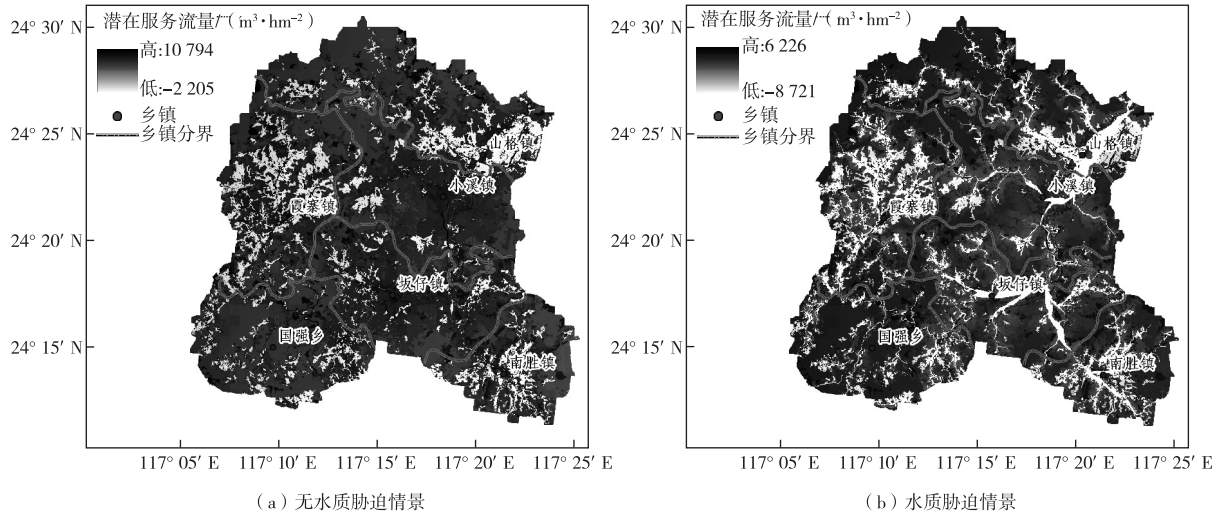 潜在服务流量/(m³·hm⁻²)
高:10 794
低:-2 205
乡镇
乡镇分界
24° 30′ N
24° 25′ N
24° 20′ N
24° 15′ N
山格镇
小溪镇
霞寨镇
坂仔镇
国强乡
南胜镇
117° 05′ E 117° 10′ E 117° 15′ E 117° 20′ E 117° 25′ E
(a)无水质胁迫情景
潜在服务流量/(m³·hm⁻²)
高:6 226
低:-8 721
乡镇
乡镇分界
24° 30′ N
24° 25′ N
24° 20′ N
24° 15′ N
山格镇
小溪镇
霞寨镇
坂仔镇
国强乡
南胜镇
117° 05′ E 117° 10′ E 117° 15′ E 117° 20′ E 117° 25′ E
(b)水质胁迫情景